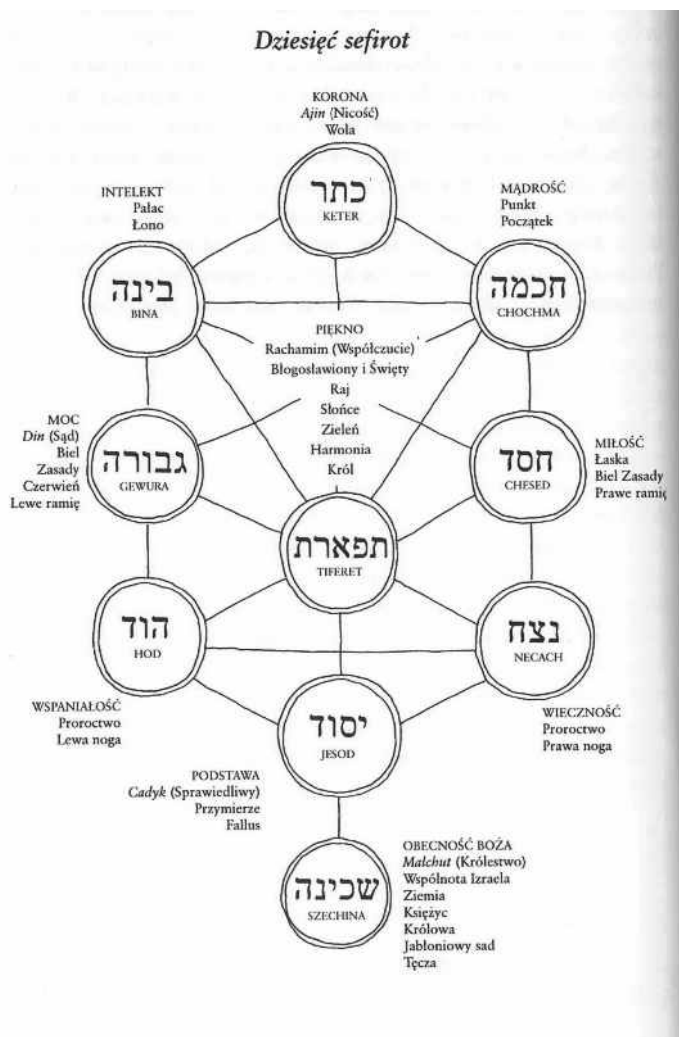 Dziesięć sefirot
KORONA
Ajin (Nicość)
Wola
כתר
KETER
INTELEKT
Pałac
Łono
MĄDROŚĆ
Punkt
Początek
בינה
BINA
חכמה
CHOCHMA
PIĘKNO
Rachamim (Współczucie)
Błogosławiony i Święty
Raj
Słońce
Zieleń
Harmonia
Król
MOC
Din (Sąd)
Biel
Zasady
Czerwień
Lewe ramię
גבורה
GEWURA
חסד
CHESED
MIŁOŚĆ
Łaska
Biel Zasady
Prawe ramię
תפארת
TIFERET
הוד
HOD
נצח
NECACH
WSPANIAŁOŚĆ
Proroctwo
Lewa noga
יסוד
JESOD
WIECZNOŚĆ
Proroctwo
Prawa noga
PODSTAWA
Cadyk (Sprawiedliwy)
Przymierze
Fallus
שכינה
SZECHINA
OBECNOŚĆ BOŻA
Malchut (Królestwo)
Wspólnota Izraela
Ziemia
Księżyc
Królowa
Jabłoniowy sad
Tęcza